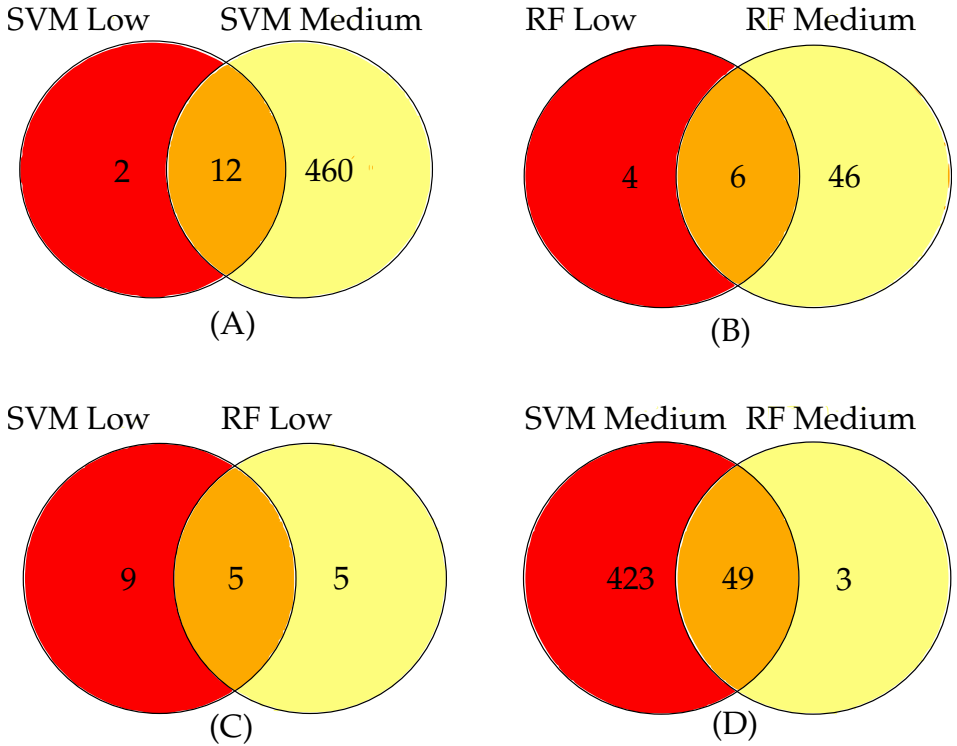 SVM Low SVM Medium
2 12 460
(A)
RF Low RF Medium
4 6 46
(B)
SVM Low RF Low
9 5 5
(C)
SVM Medium RF Medium
423 49 3
(D)